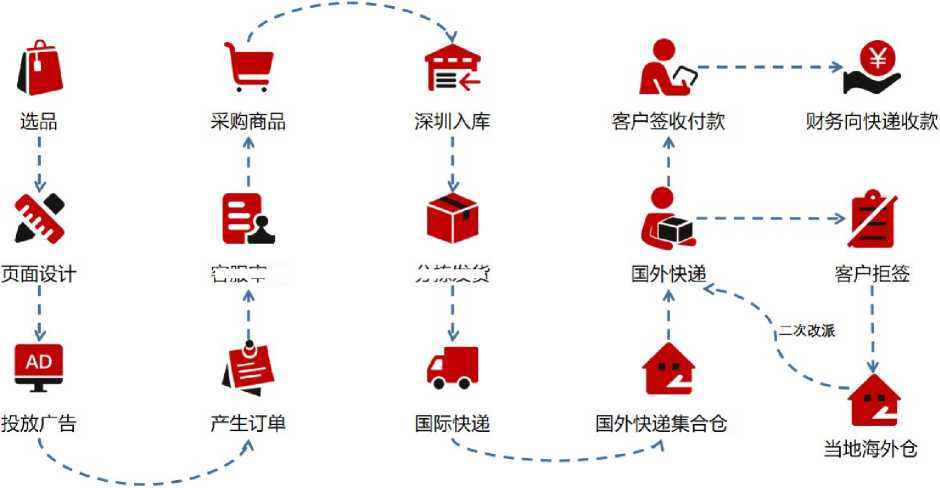 选品
采购商品
深圳入库
客户签收付款
¥
财务向快递收款
页面设计
国外快递
客户拒签
二次改派
AD
投放广告
产生订单
国际快递
国外快递集合仓
当地海外仓